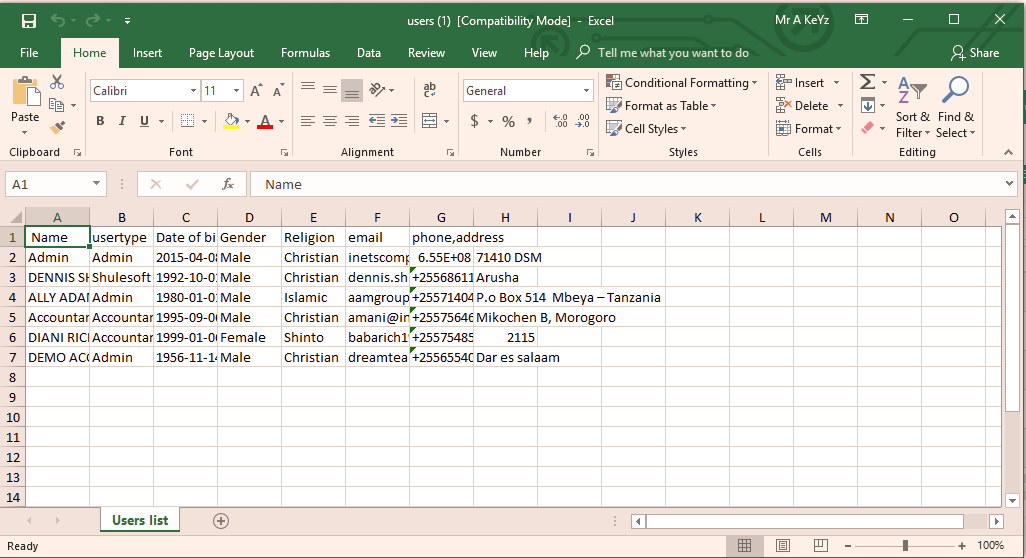 users (1) [Compatibility Mode] - Excel
Mr A KeYz
File Home Insert Page Layout Formulas Data Review View Help Tell me what you want to do Share
Paste
Calibri 11
B I U A
ab
General
$ % , .00
Conditional Formatting
Format as Table
Cell Styles
Insert
Delete
Format
Sort & Filter
Find & Select
Clipboard Font Alignment Number Styles Cells Editing
A1 fx Name
A B C D E F G H I J K L M N O
1 Name usertype Date of bi Gender Religion email phone,address
2 Admin Admin 2015-04-08 Male Christian inetscomp 6.55E+08 71410 DSM
3 DENNIS SH Shulesoft 1992-10-0 Male Christian dennis.sh +25568611 Arusha
4 ALLY ADA Admin 1980-01-0 Male Islamic aamgroup +25571404 P.o Box 514 Mbeya – Tanzania
5 Accountar Accountar 1995-09-0 Male Christian amani@in +25575646 Mikochen B, Morogoro
6 DIANI RIC Accountar 1999-01-0 Female Shinto babarich1 +25575485 2115
7 DEMO ACC Admin 1956-11-14 Male Christian dreamtea +25565540 Dar es salaam
8
9
10
11
12
13
14
Users list
Ready
100%